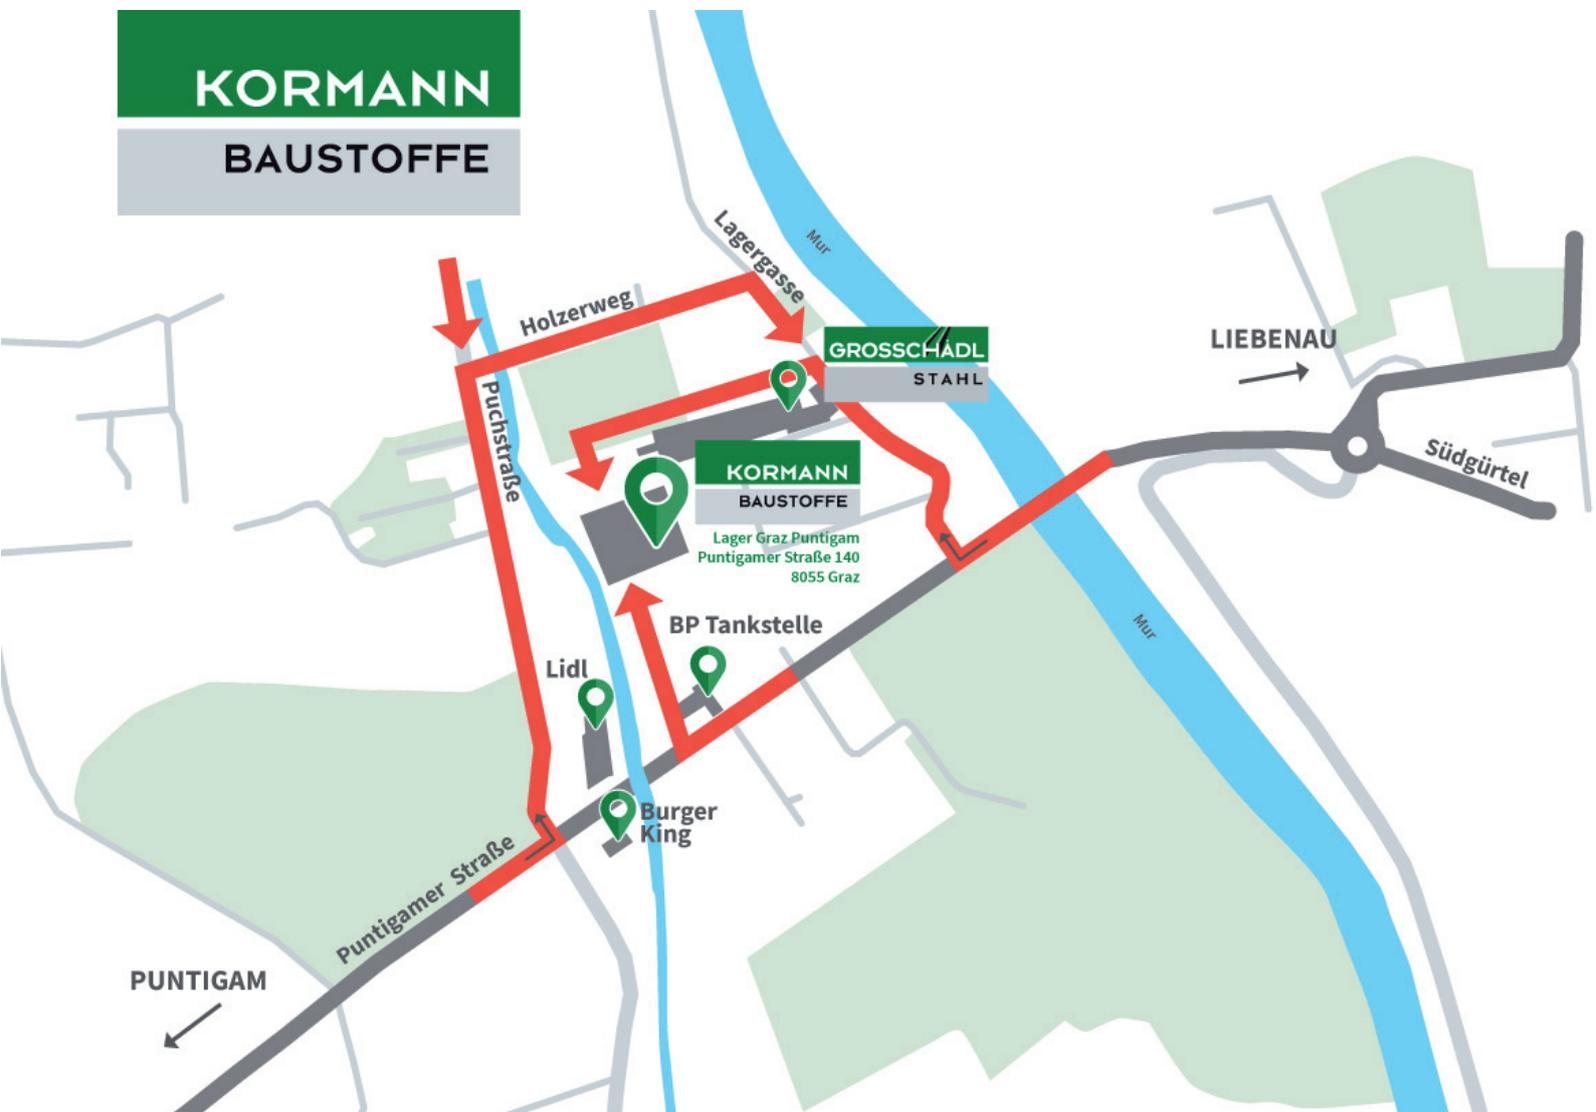 KORMANN
BAUSTOFFE
Lagergasse
Mur
Holzerweg
LIEBENAU
GROSSCHÄDL
STAHL
Puchstraße
Südgürtel
KORMANN
BAUSTOFFE
Lager Graz Puntigam
Puntigamer Straße 140
8055 Graz
BP Tankstelle
Mur
Lidl
Burger
King
Puntigamer Straße
PUNTIGAM